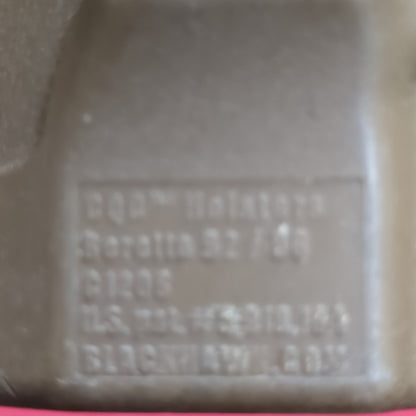 CQC™ Holsters
Beretta 92 / 96
U.S. pat. #
BLACKHAWK.COM